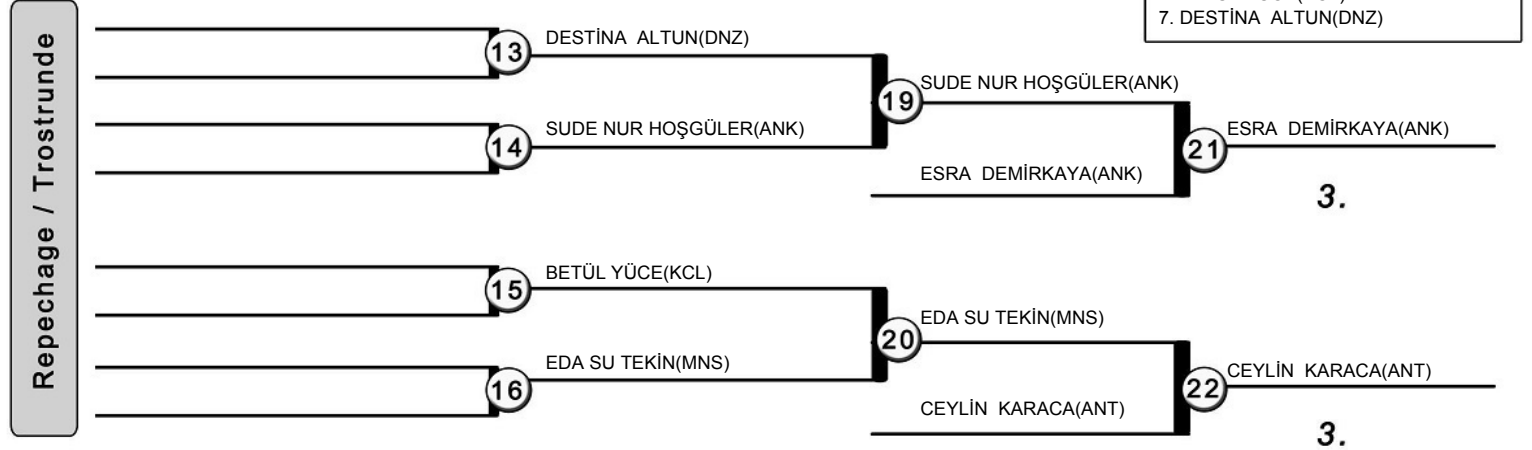 7. DESTİNA ALTUN(DNZ)
Repechage / Trostrunde
13
DESTİNA ALTUN(DNZ)
14
SUDE NUR HOŞGÜLER(ANK)
19
SUDE NUR HOŞGÜLER(ANK)
ESRA DEMİRKAYA(ANK)
21
ESRA DEMİRKAYA(ANK)
3.
15
BETÜL YÜCE(KCL)
16
EDA SU TEKİN(MNS)
20
EDA SU TEKİN(MNS)
CEYLİN KARACA(ANT)
22
CEYLİN KARACA(ANT)
3.